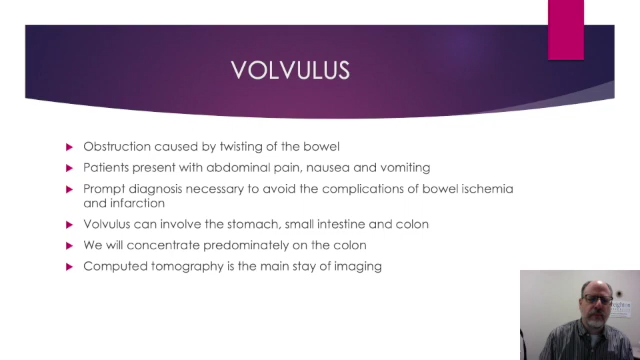 VOLVULUS
Obstruction caused by twisting of the bowel
Patients present with abdominal pain, nausea and vomiting
Prompt diagnosis necessary to avoid the complications of bowel ischemia
and infarction
Volvulus can involve the stomach, small intestine and colon
We will concentrate predominately on the colon
Computed tomography is the main stay of imaging